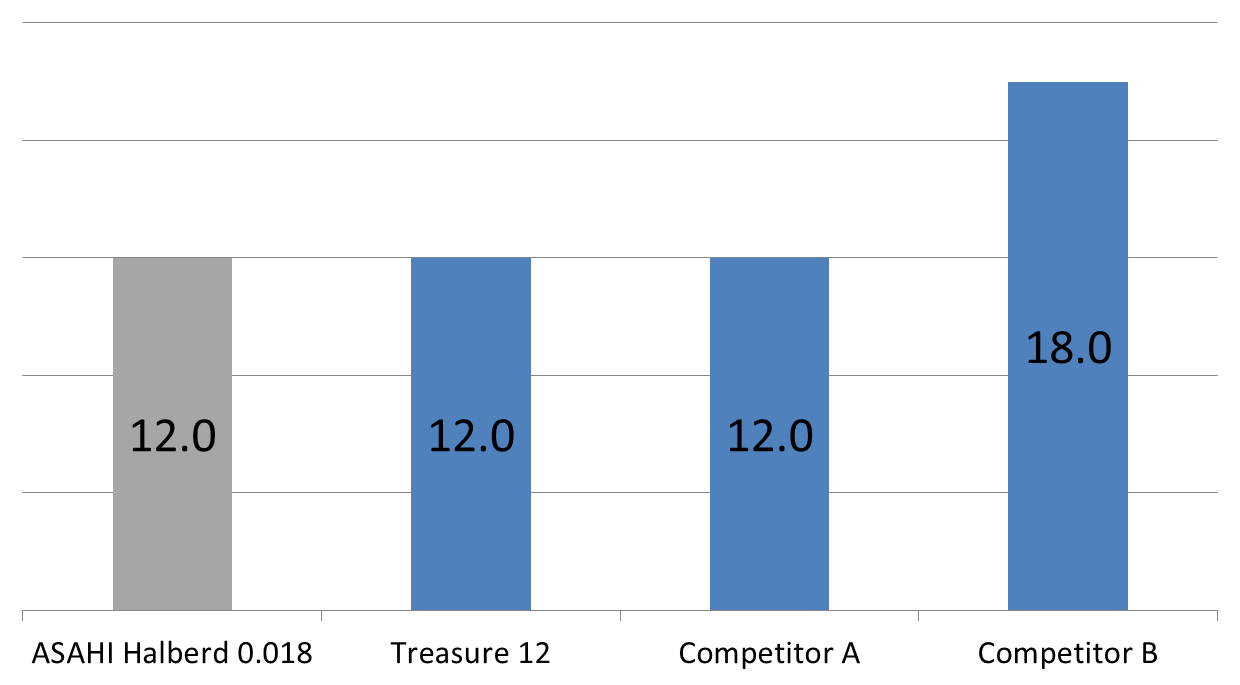 18.0
12.0
12.0
12.0
ASAHI Halberd 0.018
Treasure 12
Competitor A
Competitor B